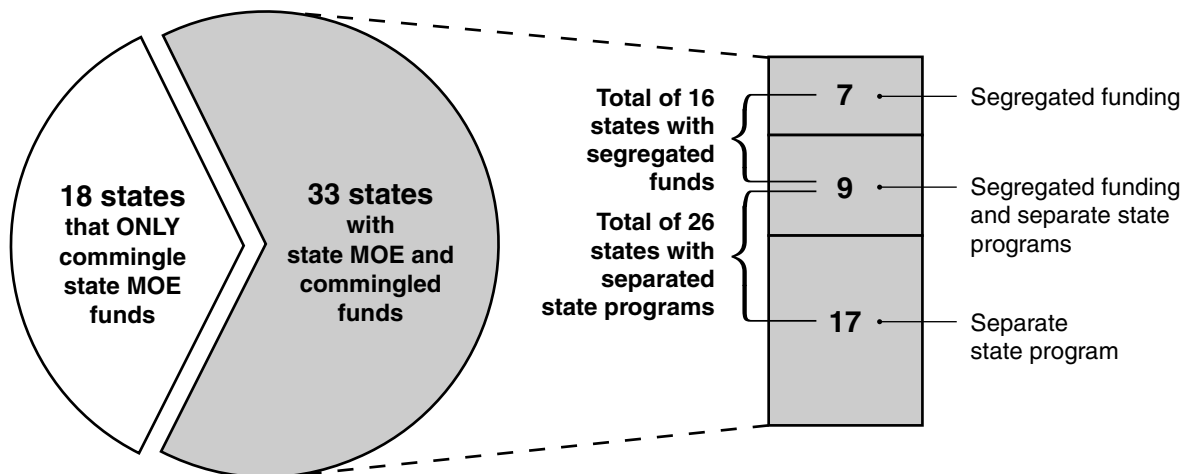 18 states
that ONLY
commingle
state MOE
funds
33 states
with
state MOE and
commingled
funds
Total of 16
states with
segregated
funds
Total of 26
states with
separated
state programs
7
9
17
Segregated funding
Segregated funding
and separate state
programs
Separate
state program